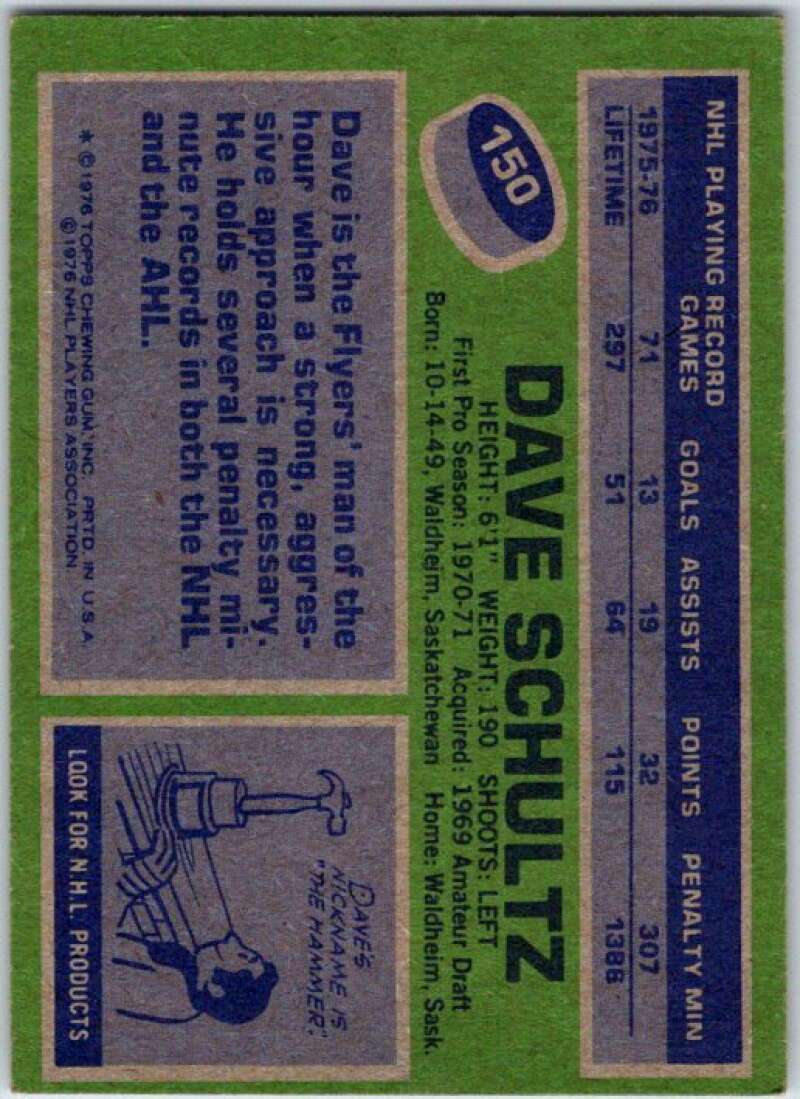 NHL PLAYING RECORD
GAMES GOALS ASSISTS POINTS PENALTY MIN
1975-76 71 13 19 32 307
LIFETIME 297 51 64 115 1386
150
DAVE SCHULTZ
HEIGHT: 6'1" WEIGHT: 190 SHOOTS: LEFT
First Pro Season: 1970-71 Acquired: 1969 Amateur Draft
Born: 10-14-49, Waldheim, Saskatchewan Home: Waldheim, Sask.
Dave is the Flyers' man of the
hour when a strong, aggres-
sive approach is necessary.
He holds several penalty mi-
nute records in both the NHL
and the AHL.
* © 1976 TOPPS CHEWING GUM, INC. PRTD. IN U.S.A.
© 1976 NHL PLAYERS ASSOCIATION
DAVE'S
NICKNAME IS
"THE HAMMER."
LOOK FOR N.H.L. PRODUCTS